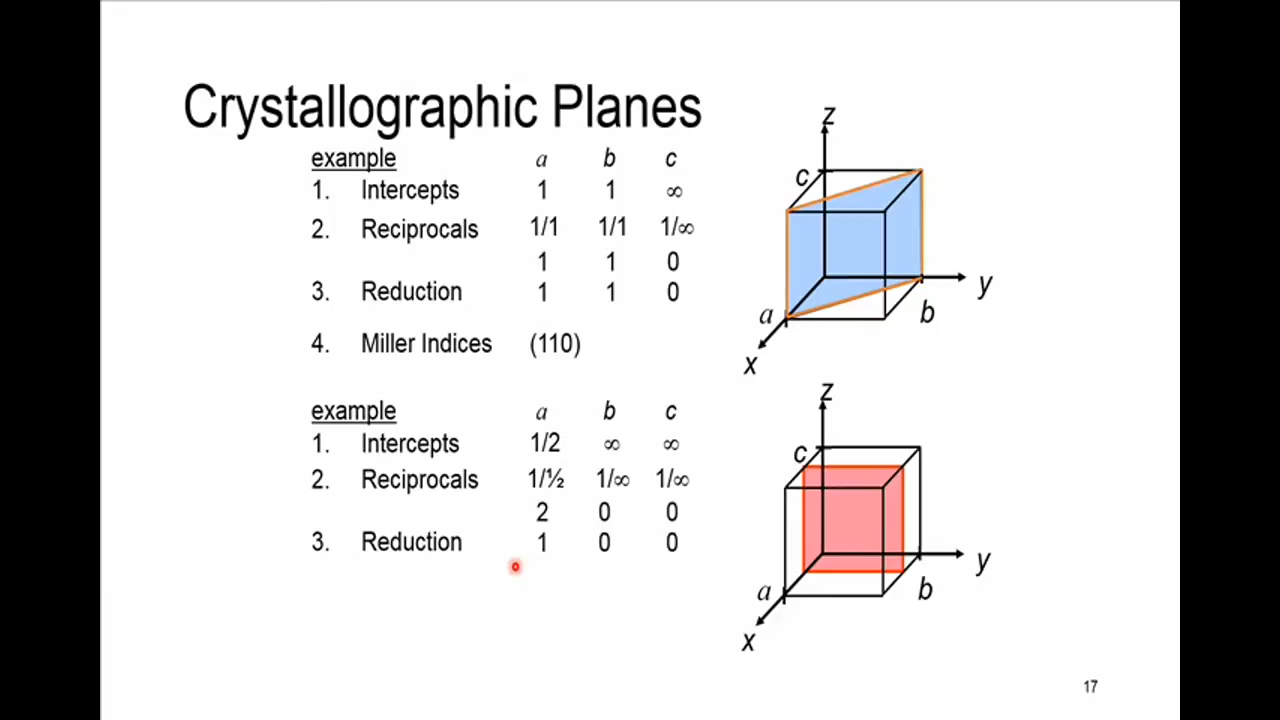 Crystallographic Planes
example a b c
1. Intercepts 1 1 ∞
2. Reciprocals 1/1 1/1 1/∞
1 1 0
3. Reduction 1 1 0
4. Miller Indices (110)
z
c
y
a
b
x
example a b c
1. Intercepts 1/2 ∞ ∞
2. Reciprocals 1/½ 1/∞ 1/∞
2 0 0
3. Reduction 1 0 0
z
c
y
a
b
x
17